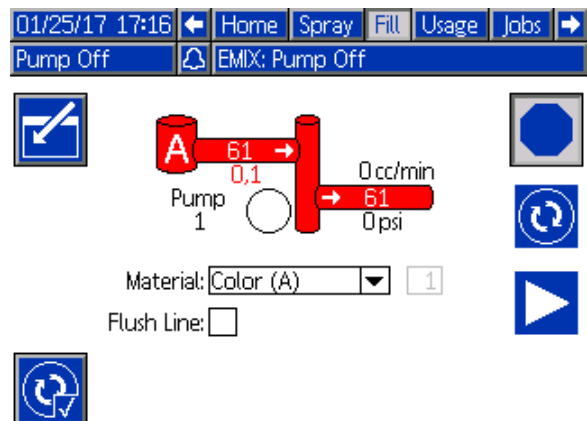 01/25/17 17:16 Home Spray Fill Usage Jobs
Pump Off EMIX: Pump Off
A 61
0,1
0 cc/min
Pump
1
61
0 psi
Material: Color (A) 1
Flush Line: